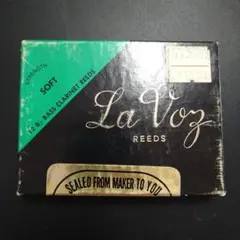 STRENGTH
SOFT
12 B♭ BASS CLARINET REEDS
La Voz
REEDS
SEALED FROM MAKER TO YOU